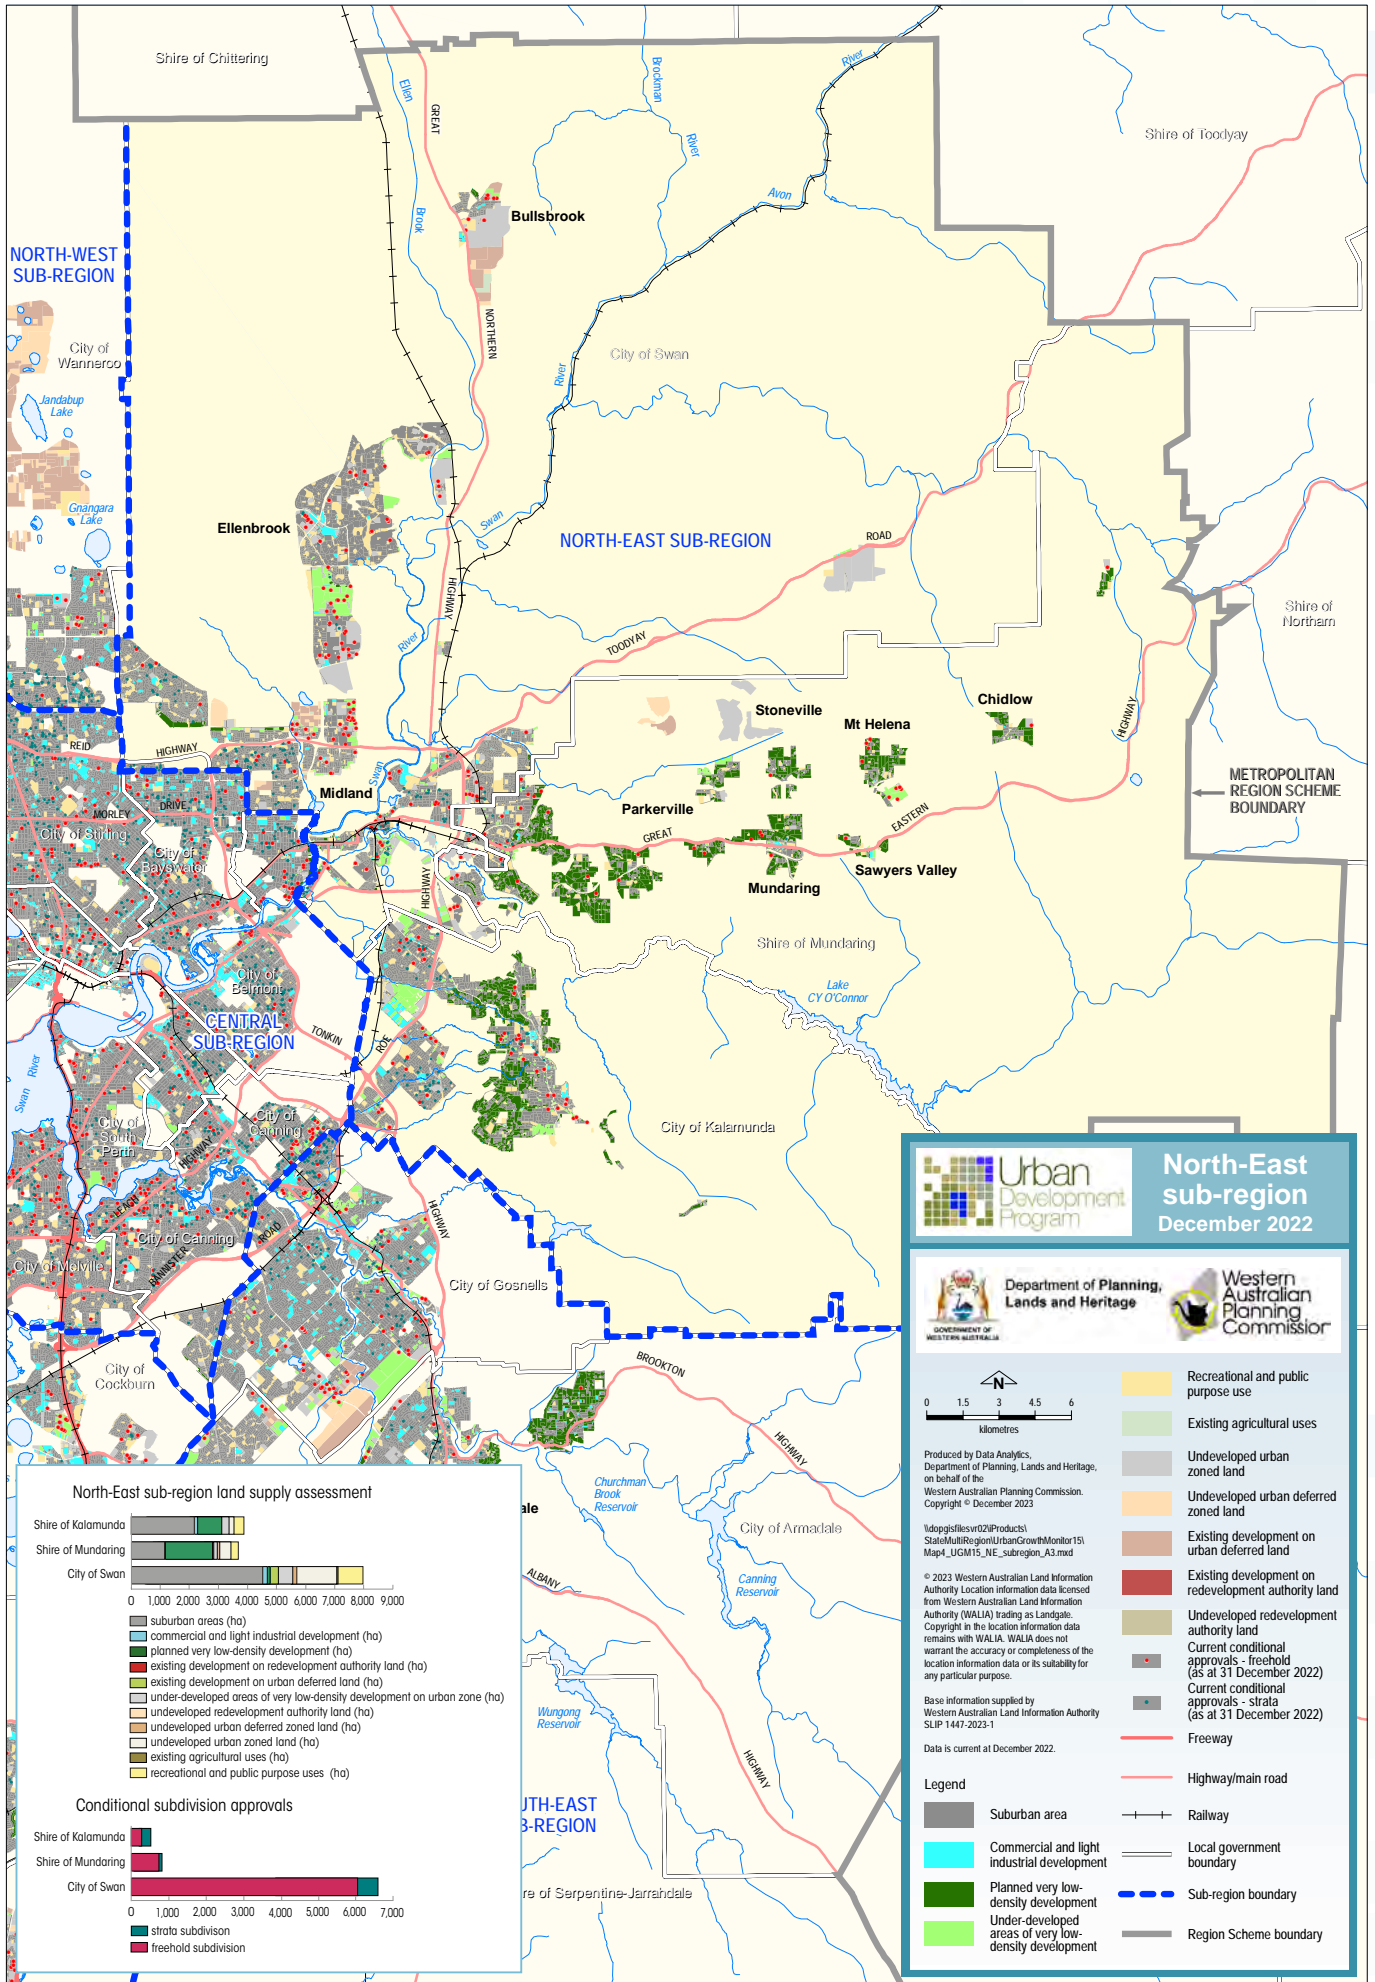 Shire of Chittering
Ellen
GREAT
Brockman
River
River
Shire of Toodyay
Avon
Brook
Bullsbrook
NORTH-WEST
SUB-REGION
NORTHERN
City of
Wanneroo
City of Swan
River
Jandabup
Lake
Gnangara
Lake
Ellenbrook
Swan
NORTH-EAST SUB-REGION
ROAD
HIGHWAY
Shire of
Northam
River
TOODYAY
Chidlow
Stoneville
Mt Helena
HIGHWAY
REID
HIGHWAY
Swan
METROPOLITAN
REGION SCHEME
BOUNDARY
Midland
MORLEY
DRIVE
Parkerville
EASTERN
City of Stirling
GREAT
City of
Bayswater
HIGHWAY
Sawyers Valley
Mundaring
Shire of Mundaring
City of
Belmont
Lake
CY O'Connor
CENTRAL
SUB-REGION
TONKIN
ROE
Swan River
City of
South
Perth
City of
Canning
City of Kalamunda
HIGHWAY
LEACH
HIGHWAY
ROAD
City of Canning
BANNISTER
City of Melville
City of Gosnells
City of
Cockburn
BROOKTON
HIGHWAY
Churchman
Brook
Reservoir
ale
City of Armadale
ALBANY
Canning
Reservoir
Wungong
Reservoir
HIGHWAY
UTH-EAST
B-REGION
re of Serpentine-Jarrahdale
North-East sub-region land supply assessment
Shire of Kalamunda
Shire of Mundaring
City of Swan
0 1,000 2,000 3,000 4,000 5,000 6,000 7,000 8,000 9,000
suburban areas (ha)
commercial and light industrial development (ha)
planned very low-density development (ha)
existing development on redevelopment authority land (ha)
existing development on urban deferred land (ha)
under-developed areas of very low-density development on urban zone (ha)
undeveloped redevelopment authority land (ha)
undeveloped urban deferred zoned land (ha)
undeveloped urban zoned land (ha)
existing agricultural uses (ha)
recreational and public purpose uses (ha)
Conditional subdivision approvals
Shire of Kalamunda
Shire of Mundaring
City of Swan
0 1,000 2,000 3,000 4,000 5,000 6,000 7,000
strata subdivison
freehold subdivision
Urban
Development
Program
North-East
sub-region
December 2022
GOVERNMENT OF
WESTERN AUSTRALIA
Department of Planning,
Lands and Heritage
Western
Australian
Planning
Commission
N
0 1.5 3 4.5 6
kilometres
Produced by Data Analytics,
Department of Planning, Lands and Heritage,
on behalf of the
Western Australian Planning Commission.
Copyright © December 2023
\\dopgisfilesvr02\iProducts\
StateMultiRegion\UrbanGrowthMonitor15\
Map4_UGM15_NE_subregion_A3.mxd
© 2023 Western Australian Land Information
Authority Location information data licensed
from Western Australian Land Information
Authority (WALIA) trading as Landgate.
Copyright in the location information data
remains with WALIA. WALIA does not
warrant the accuracy or completeness of the
location information data or its suitability for
any particular purpose.
Base information supplied by
Western Australian Land Information Authority
SLIP 1447-2023-1
Data is current at December 2022.
Legend
Suburban area
Commercial and light
industrial development
Planned very low-
density development
Under-developed
areas of very low-
density development
Recreational and public
purpose use
Existing agricultural uses
Undeveloped urban
zoned land
Undeveloped urban deferred
zoned land
Existing development on
urban deferred land
Existing development on
redevelopment authority land
Undeveloped redevelopment
authority land
Current conditional
approvals - freehold
(as at 31 December 2022)
Current conditional
approvals - strata
(as at 31 December 2022)
Freeway
Highway/main road
Railway
Local government
boundary
Sub-region boundary
Region Scheme boundary